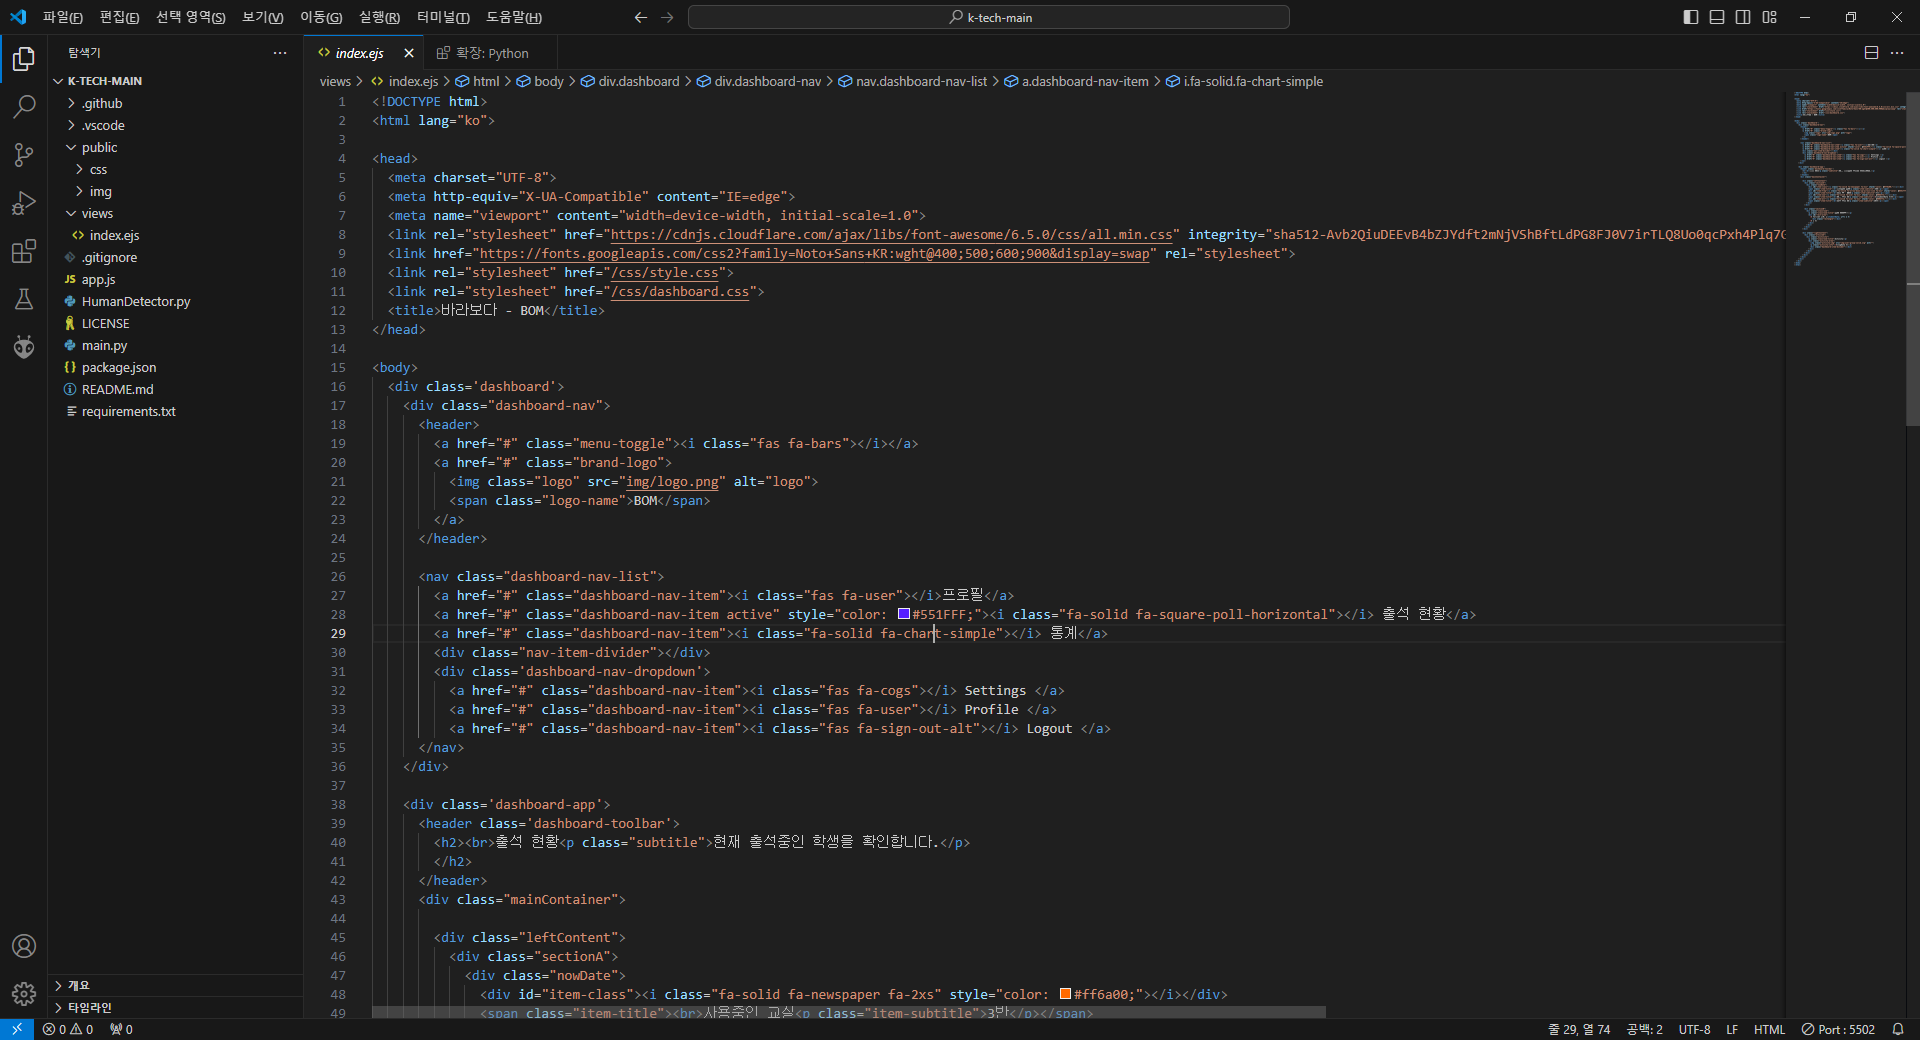 파일(F) 편집(E) 선택 영역(S) 보기(V) 이동(G) 실행(R) 터미널(T) 도움말(H)
k-tech-main
탐색기
index.ejs
확장: Python
K-TECH-MAIN
.github
.vscode
public
css
img
views
index.ejs
.gitignore
app.js
HumanDetector.py
LICENSE
main.py
package.json
README.md
requirements.txt
개요
타임라인
views > index.ejs > html > body > div.dashboard > div.dashboard-nav > nav.dashboard-nav-list > a.dashboard-nav-item > i.fa-solid.fa-chart-simple
1 <!DOCTYPE html>
2 <html lang="ko">
3
4 <head>
5 <meta charset="UTF-8">
6 <meta http-equiv="X-UA-Compatible" content="IE=edge">
7 <meta name="viewport" content="width=device-width, initial-scale=1.0">
8 <link rel="stylesheet" href="https://cdnjs.cloudflare.com/ajax/libs/font-awesome/6.5.0/css/all.min.css" integrity="sha512-Avb2QiuDEEvB4bZJYdft2mNjVShBftLdPG8FJ0V7irTLQ8Uo0qcPxh4Plq7G
9 <link href="https://fonts.googleapis.com/css2?family=Noto+Sans+KR:wght@400;500;600;900&display=swap" rel="stylesheet">
10 <link rel="stylesheet" href="/css/style.css">
11 <link rel="stylesheet" href="/css/dashboard.css">
12 <title>바라보다 - BOM</title>
13 </head>
14
15 <body>
16 <div class='dashboard'>
17 <div class="dashboard-nav">
18 <header>
19 <a href="#" class="menu-toggle"><i class="fas fa-bars"></i></a>
20 <a href="#" class="brand-logo">
21 <img class="logo" src="img/logo.png" alt="logo">
22 <span class="logo-name">BOM</span>
23 </a>
24 </header>
25
26 <nav class="dashboard-nav-list">
27 <a href="#" class="dashboard-nav-item"><i class="fas fa-user"></i>프로필</a>
28 <a href="#" class="dashboard-nav-item active" style="color: #551FFF;"><i class="fa-solid fa-square-poll-horizontal"></i> 출석 현황</a>
29 <a href="#" class="dashboard-nav-item"><i class="fa-solid fa-chart-simple"></i> 통계</a>
30 <div class="nav-item-divider"></div>
31 <div class='dashboard-nav-dropdown'>
32 <a href="#" class="dashboard-nav-item"><i class="fas fa-cogs"></i> Settings </a>
33 <a href="#" class="dashboard-nav-item"><i class="fas fa-user"></i> Profile </a>
34 <a href="#" class="dashboard-nav-item"><i class="fas fa-sign-out-alt"></i> Logout </a>
35 </nav>
36 </div>
37
38 <div class='dashboard-app'>
39 <header class='dashboard-toolbar'>
40 <h2><br>출석 현황<p class="subtitle">현재 출석중인 학생을 확인합니다.</p>
41 </h2>
42 </header>
43 <div class="mainContainer">
44
45 <div class="leftContent">
46 <div class="sectionA">
47 <div class="nowDate">
48 <div id="item-class"><i class="fa-solid fa-newspaper fa-2xs" style="color: #ff6a00;"></i></div>
49 <span class="item-title"><br>사용중인 교실<p class="item-subtitle">3반</p></span>
0 0 0
줄 29, 열 74 공백: 2 UTF-8 LF HTML Port : 5502